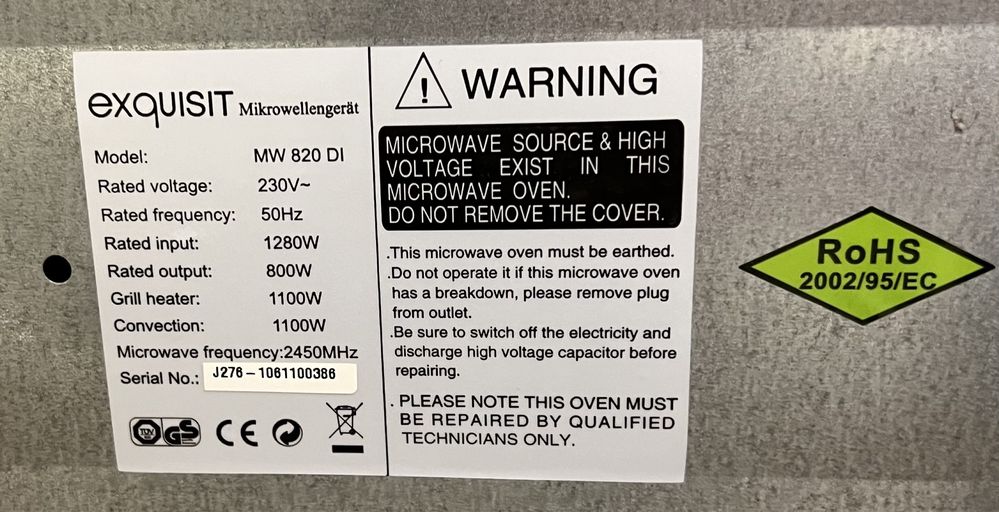 exquisit Mikrowellengerät
Model: MW 820 DI
Rated voltage: 230V~
Rated frequency: 50Hz
Rated input: 1280W
Rated output: 800W
Grill heater: 1100W
Convection: 1100W
Microwave frequency:2450MHz
Serial No.: J276 – 1061100386
TÜV GS CE
! WARNING
MICROWAVE SOURCE & HIGH
VOLTAGE EXIST IN THIS
MICROWAVE OVEN.
DO NOT REMOVE THE COVER.
.This microwave oven must be earthed.
.Do not operate it if this microwave oven
has a breakdown, please remove plug
from outlet.
.Be sure to switch off the electricity and
discharge high voltage capacitor before
repairing.
. PLEASE NOTE THIS OVEN MUST
BE REPAIRED BY QUALIFIED
TECHNICIANS ONLY.
RoHS
2002/95/EC